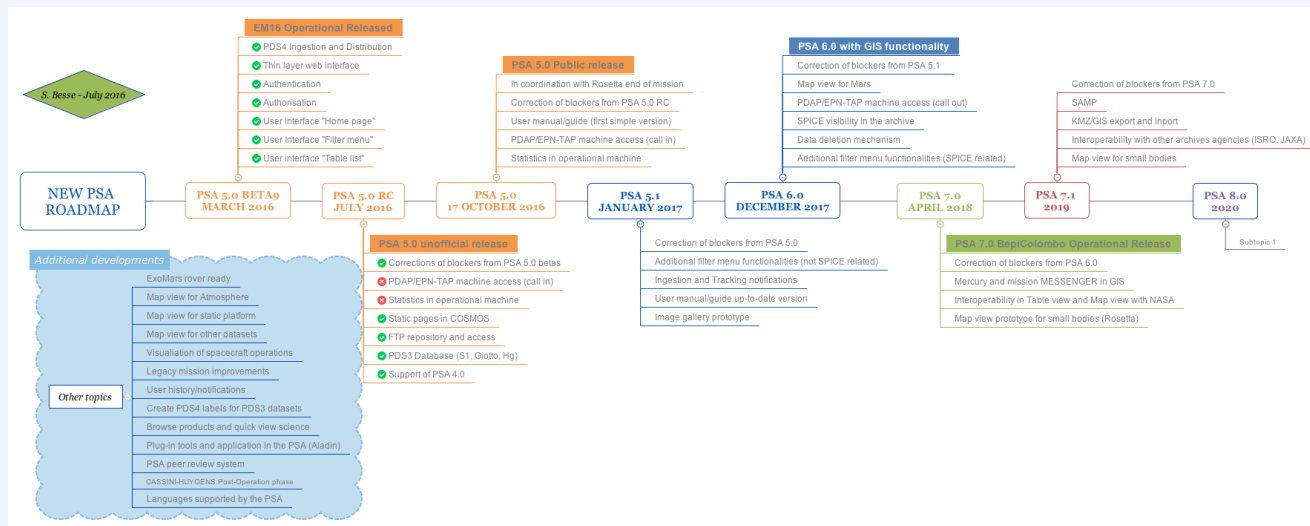 EM16 Operational Released
PDS4 Ingestion and Distribution
Thin layer web interface
Authentication
Authorisation
User interface "Home page"
User Interface "Filter menu"
User interface "Table list"
S. Besse - July 2016
PSA 5.0 Public release
In coordination with Rosetta end of mission
Correction of blockers from PSA 5.0 RC
User manual/guide (first simple version)
PDAP/EPN-TAP machine access (call in)
Statistics in operational machine
PSA 6.0 with GIS functionality
Correction of blockers from PSA 5.1
Map view for Mars
PDAP/EPN-TAP machine access (call out)
SPICE visibility in the archive
Data deletion mechanism
Additional filter menu functionalities (SPICE related)
Correction of blockers from PSA 7.0
SAMP
KMZ/GIS export and inport
Interoperability with other archives agencies (ISRO, JAXA)
Map view for small bodies
NEW PSA
ROADMAP
PSA 5.0 BETA9
MARCH 2016
PSA 5.0 RC
JULY 2016
PSA 5.0
17 OCTOBER 2016
PSA 5.1
JANUARY 2017
PSA 6.0
DECEMBER 2017
PSA 7.0
APRIL 2018
PSA 7.1
2019
PSA 8.0
2020
PSA 5.0 unofficial release
Corrections of blockers from PSA 5.0 betas
PDAP/EPN-TAP machine access (call in)
Statistics in operational machine
Static pages in COSMOS
FTP repository and access
PDS3 Database (S1, Giotto, Hg)
Support of PSA 4.0
Correction of blockers from PSA 5.0
Additional filter menu functionalities (not SPICE related)
Ingestion and Tracking notifications
User manual/guide up-to-date version
Image gallery prototype
PSA 7.0 BepiColombo Operational Release
Correction of blockers from PSA 6.0
Mercury and mission MESSENGER in GIS
Interoperability in Table view and Map view with NASA
Map view prototype for small bodies (Rosetta)
Subtopic 1
Additional developments
Other topics
ExoMars rover ready
Map view for Atmosphere
Map view for static platform
Map view for other datasets
Visualiation of spacecraft operations
Legacy mission improvements
User history/notifications
Create PDS4 labels for PDS3 datasets
Browse products and quick view science
Plug-in tools and application in the PSA (Aladin)
PSA peer review system
CASSINI-HUYGENS Post-Operation phase
Languages supported by the PSA